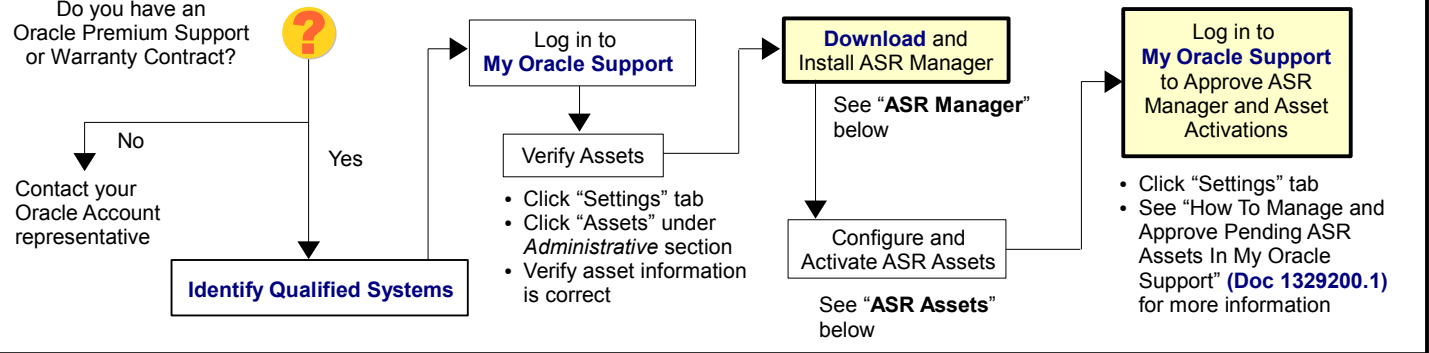 Do you have an
Oracle Premium Support
or Warranty Contract?
?
No
Yes
Contact your
Oracle Account
representative
Identify Qualified Systems
Log in to
My Oracle Support
Verify Assets
• Click “Settings” tab
• Click “Assets” under
Administrative section
• Verify asset information
is correct
Download and
Install ASR Manager
See “ASR Manager”
below
Configure and
Activate ASR Assets
See “ASR Assets”
below
Log in to
My Oracle Support
to Approve ASR
Manager and Asset
Activations
• Click “Settings” tab
• See “How To Manage and
Approve Pending ASR
Assets In My Oracle
Support” (Doc 1329200.1)
for more information